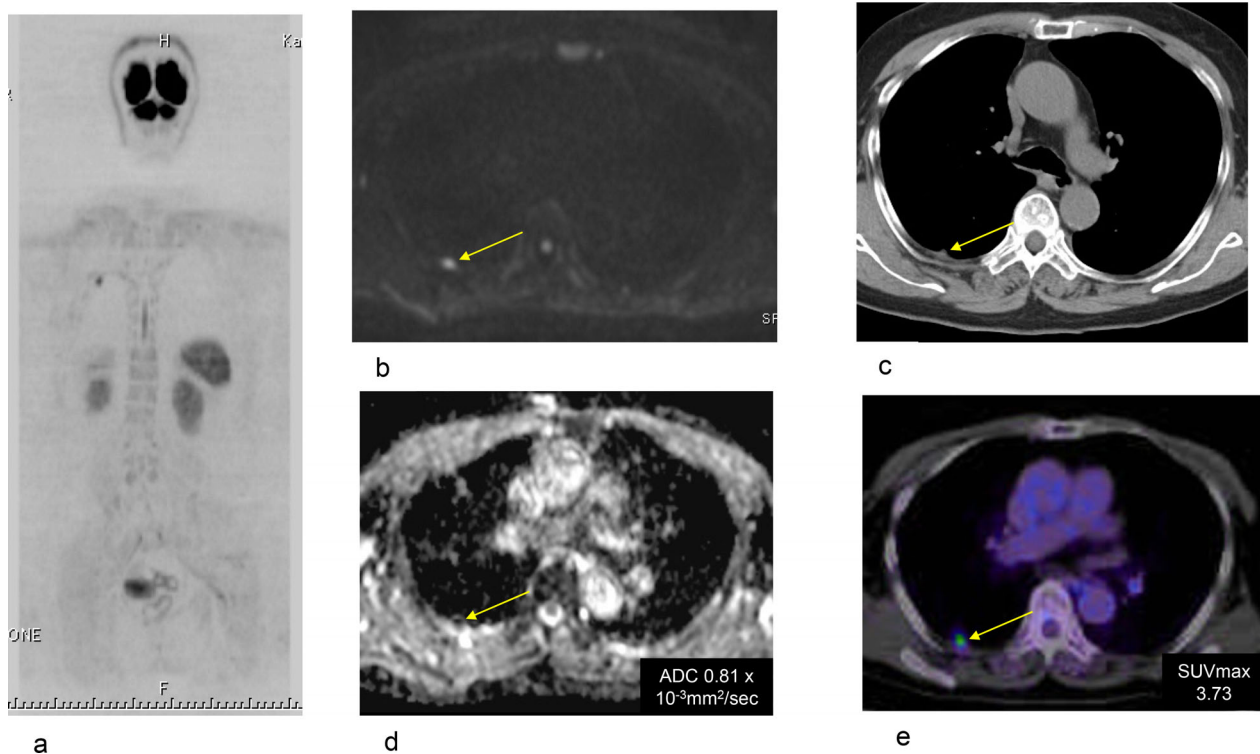 H
Ka
ONE
F
a
b
SF
c
ADC 0.81 x
10-³mm²/sec
d
SUVmax
3.73
e